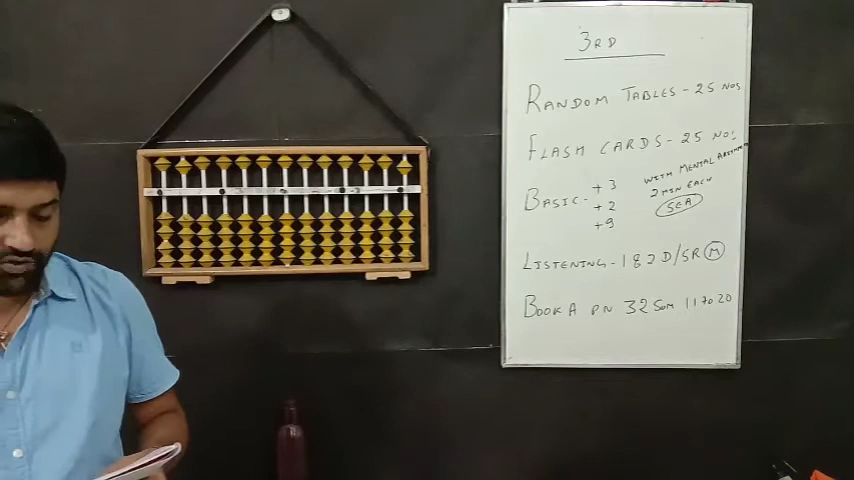 3RD
RANDOM TABLES - 25 NOS
FLASH CARDS - 25 NOS
WITH MENTAL ARITHM
BASIC - +3 2 MIN EACH
+2 SEA
+9
LISTENING - 1&2 D/SR M
BOOK A PN 32 SUM 11 TO 20